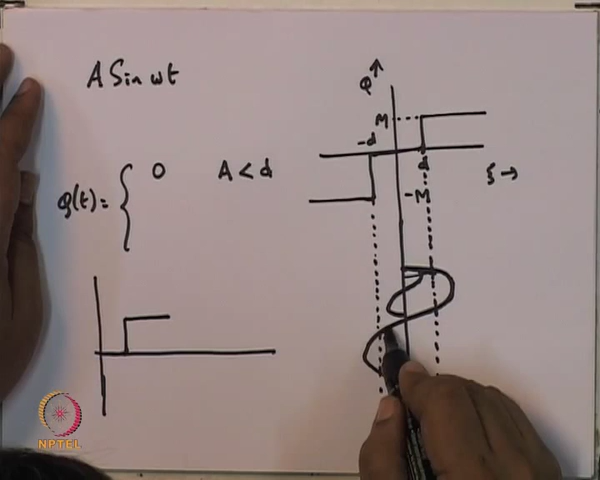 A Sin ωt
φ(t) = { 0 A < d
φ ↑
M
-d
d
-M
ξ →
NPTEL